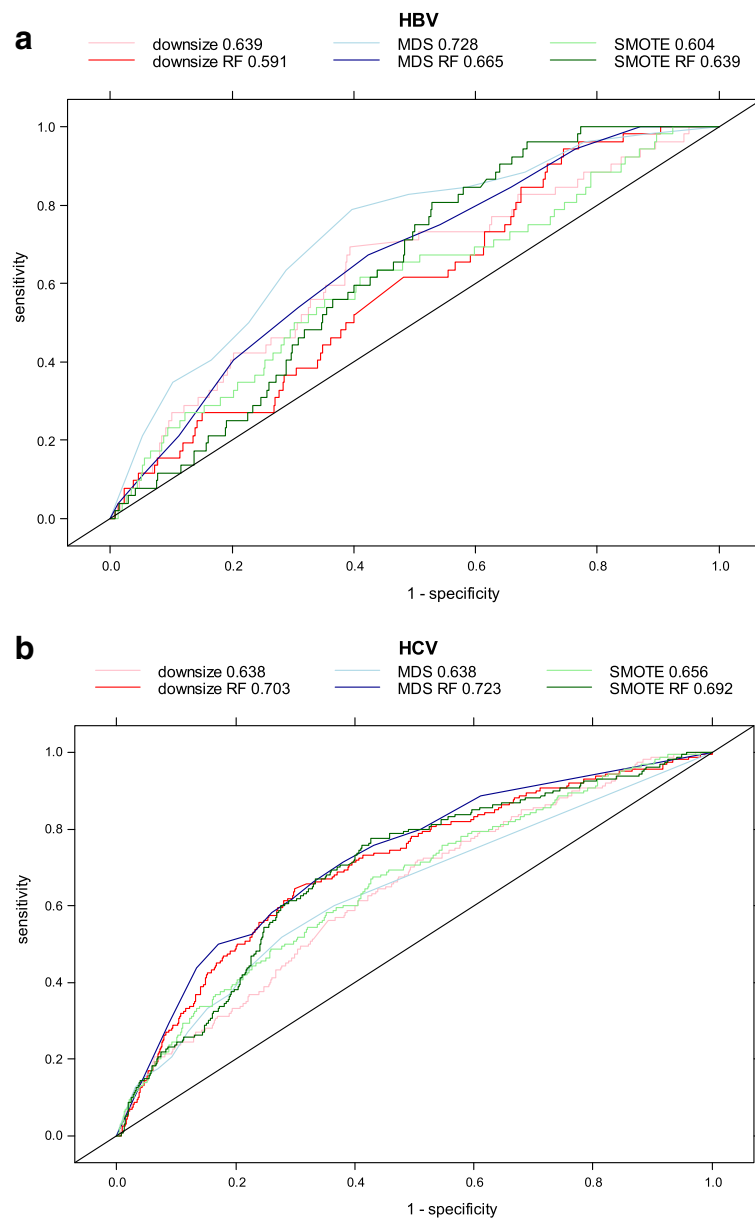 a
HBV
downsize 0.639 MDS 0.728 SMOTE 0.604
downsize RF 0.591 MDS RF 0.665 SMOTE RF 0.639
1.0
0.8
0.6
0.4
0.2
0.0
sensitivity
0.0 0.2 0.4 0.6 0.8 1.0
1 - specificity
b
HCV
downsize 0.638 MDS 0.638 SMOTE 0.656
downsize RF 0.703 MDS RF 0.723 SMOTE RF 0.692
1.0
0.8
0.6
0.4
0.2
0.0
sensitivity
0.0 0.2 0.4 0.6 0.8 1.0
1 - specificity